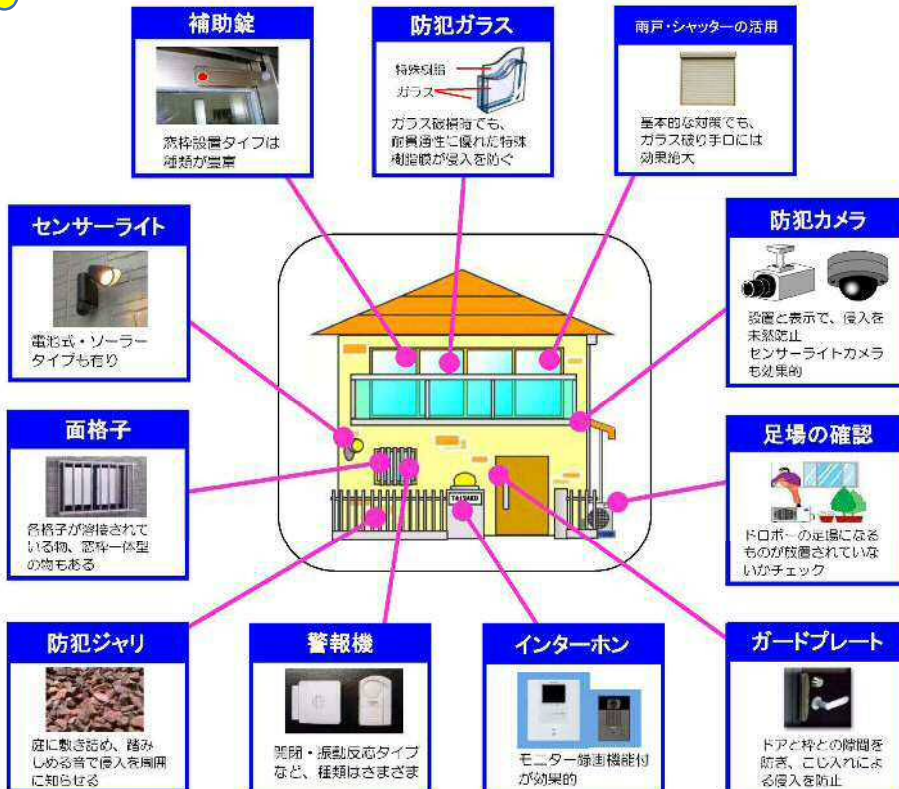 補助錠
窓枠設置タイプは
種類が豊富
防犯ガラス
特殊樹脂
ガラス
ガラス破損時でも、
耐貫通性に優れた特殊
樹脂膜が侵入を防ぐ
雨戸・シャッターの活用
基本的な対策でも、
ガラス破り手口には
効果絶大
センサーライト
電池式・ソーラー
タイプも有り
防犯カメラ
設置と表示で、侵入を
未然防止
センサーライトカメラ
も効果的
面格子
各格子が溶接されて
いる物、窓枠一体型
の物もある
足場の確認
ドロボーの足場になる
ものが放置されていな
いかチェック
防犯ジャリ
庭に敷き詰め、踏み
しめる音で侵入を周囲
に知らせる
警報機
開閉・振動反応タイプ
など、種類はさまざま
インターホン
モニター録画機能付
が効果的
ガードプレート
ドアと枠との隙間を
防ぎ、こじ入れによ
る侵入を防止